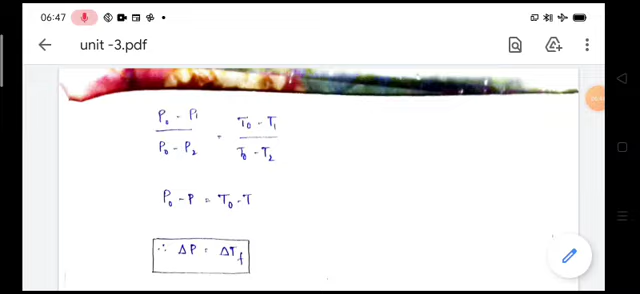 06:47
unit -3.pdf
P₀ - P₁ / P₀ - P₂ = T₀ - T₁ / T₀ - T₂
P₀ - P = T₀ - T
∴ ΔP = ΔT_f